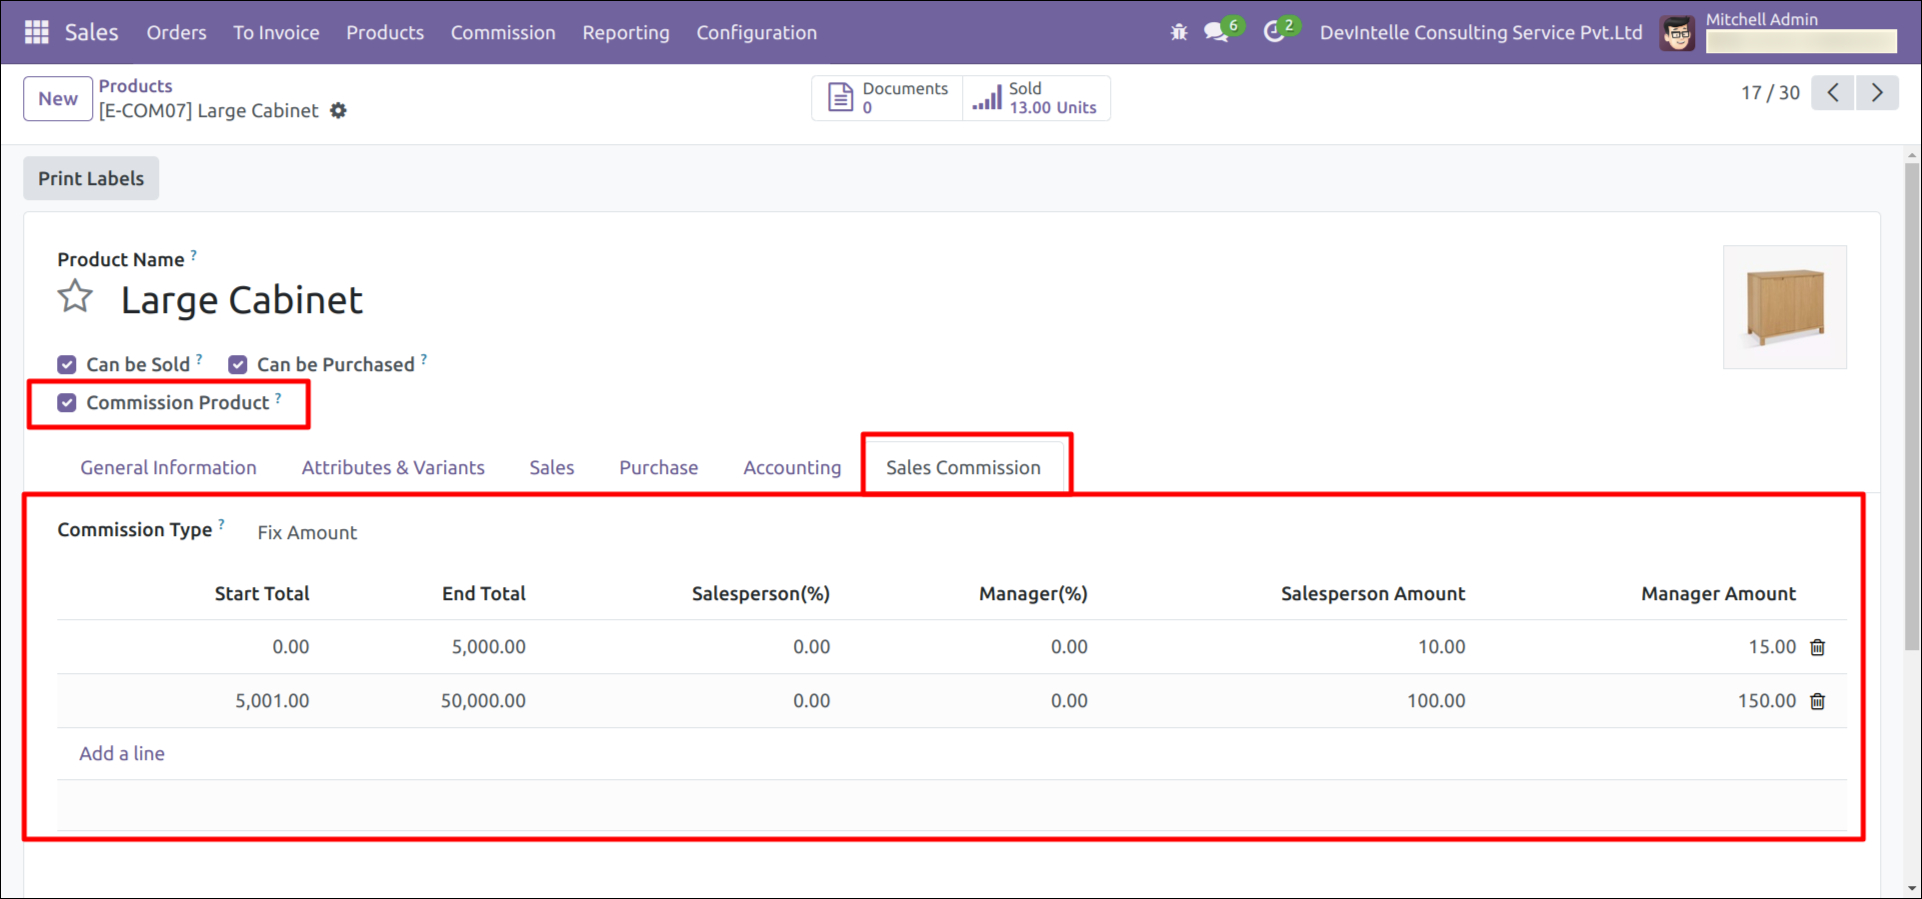 Sales Orders To Invoice Products Commission Reporting Configuration 6 2 DevIntelle Consulting Service Pvt.Ltd Mitchell Admin
New Products
[E-COM07] Large Cabinet
Documents
0
Sold
13.00 Units
17 / 30
Print Labels
Product Name ?
Large Cabinet
Can be Sold ? Can be Purchased ?
Commission Product ?
General Information Attributes & Variants Sales Purchase Accounting Sales Commission
Commission Type ? Fix Amount
Start Total End Total Salesperson(%) Manager(%) Salesperson Amount Manager Amount
0.00 5,000.00 0.00 0.00 10.00 15.00
5,001.00 50,000.00 0.00 0.00 100.00 150.00
Add a line